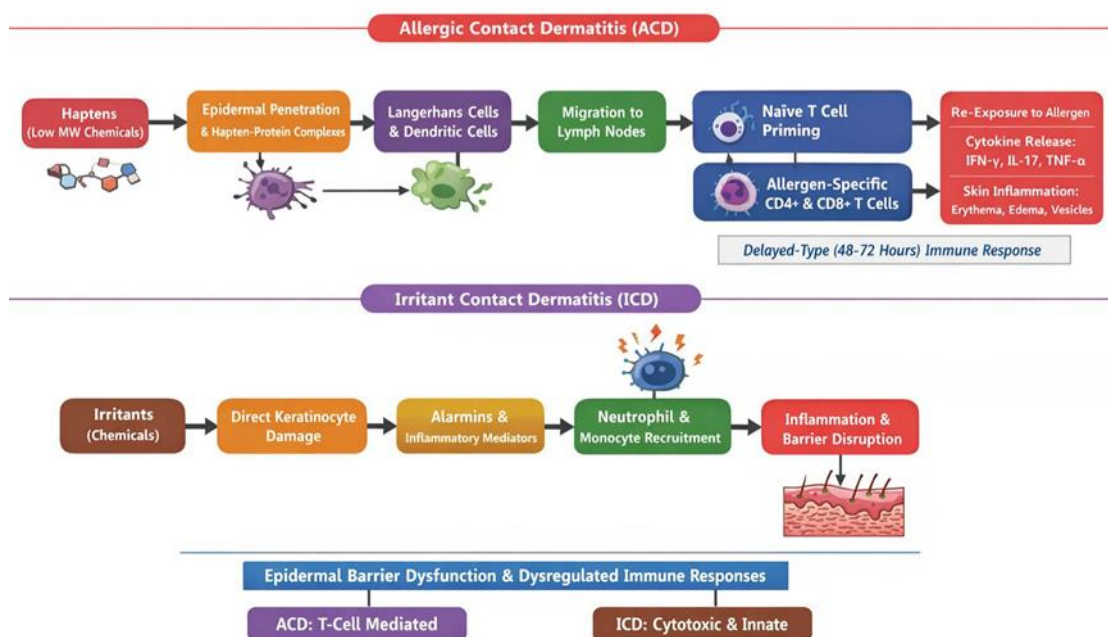 Allergic Contact Dermatitis (ACD)
Haptens
(Low MW Chemicals)
Epidermal Penetration
& Hapten-Protein Complexes
Langerhans Cells
& Dendritic Cells
Migration to
Lymph Nodes
Naïve T Cell
Priming
Allergen-Specific
CD4+ & CD8+ T Cells
Re-Exposure to Allergen
Cytokine Release:
IFN-γ, IL-17, TNF-α
Skin Inflammation:
Erythema, Edema, Vesicles
Delayed-Type (48-72 Hours) Immune Response
Irritant Contact Dermatitis (ICD)
Irritants
(Chemicals)
Direct Keratinocyte
Damage
Alarmins &
Inflammatory Mediators
Neutrophil &
Monocyte Recruitment
Inflammation &
Barrier Disruption
Epidermal Barrier Dysfunction & Dysregulated Immune Responses
ACD: T-Cell Mediated
ICD: Cytotoxic & Innate